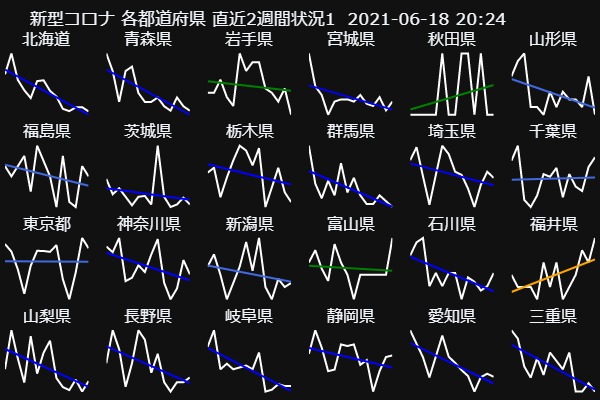 新型コロナ 各都道府県 直近2週間状況1 2021-06-18 20:24
北海道 青森県 岩手県 宮城県 秋田県 山形県
福島県 茨城県 栃木県 群馬県 埼玉県 千葉県
東京都 神奈川県 新潟県 富山県 石川県 福井県
山梨県 長野県 岐阜県 静岡県 愛知県 三重県